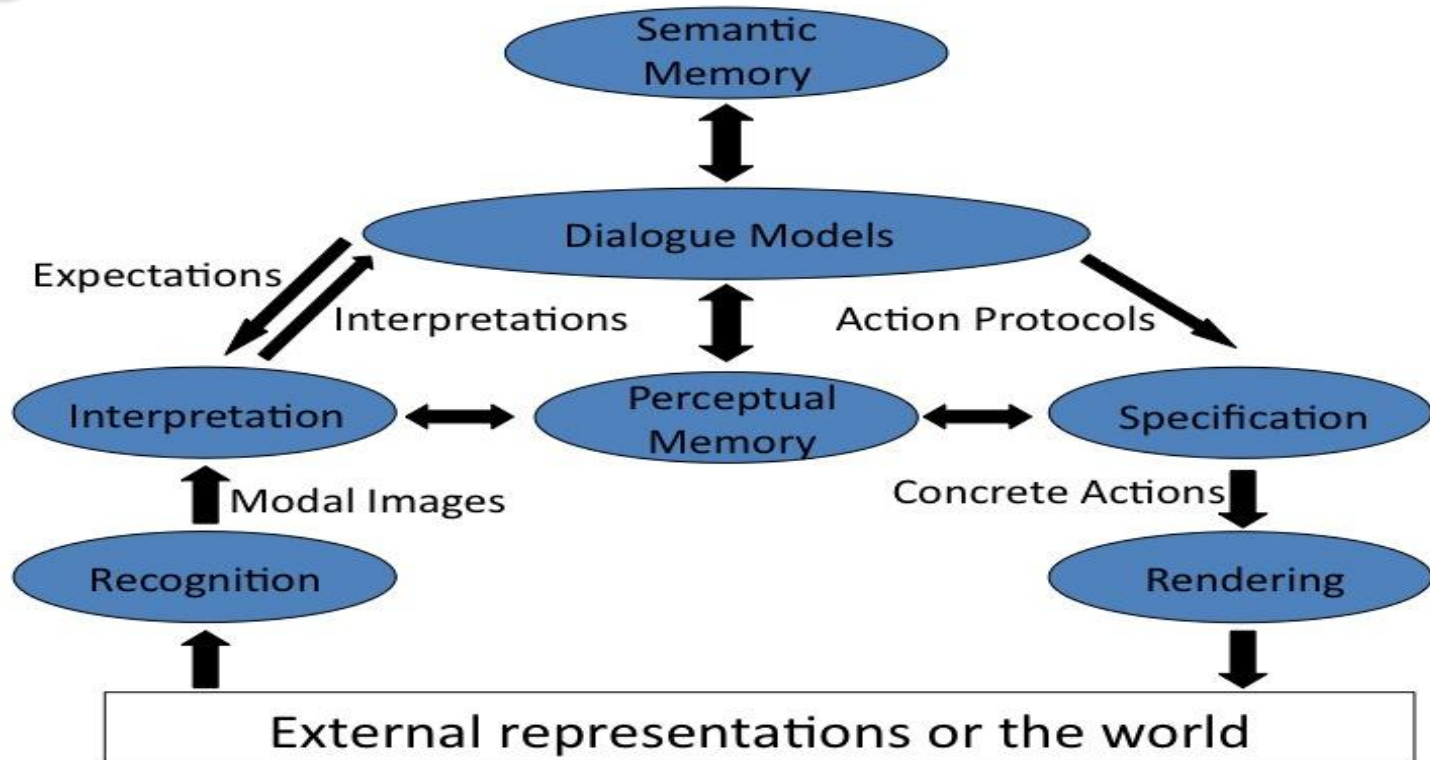 Semantic
Memory
Dialogue Models
Expectations
Interpretations
Action Protocols
Interpretation
Perceptual
Memory
Specification
Modal Images
Concrete Actions
Recognition
Rendering
External representations or the world